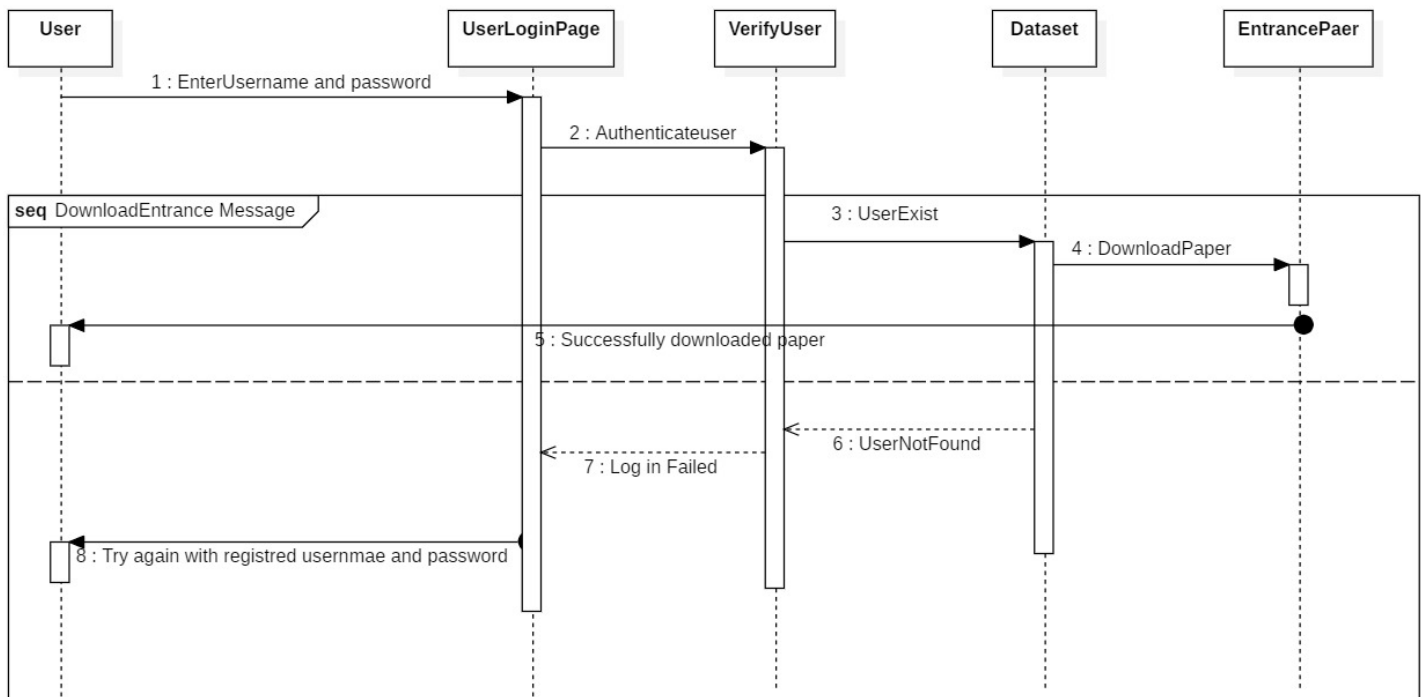 User
UserLoginPage
VerifyUser
Dataset
EntrancePaer
1 : EnterUsername and password
2 : Authenticateuser
seq DownloadEntrance Message
3 : UserExist
4 : DownloadPaper
5 : Successfully downloaded paper
6 : UserNotFound
7 : Log in Failed
8 : Try again with registred usernmae and password